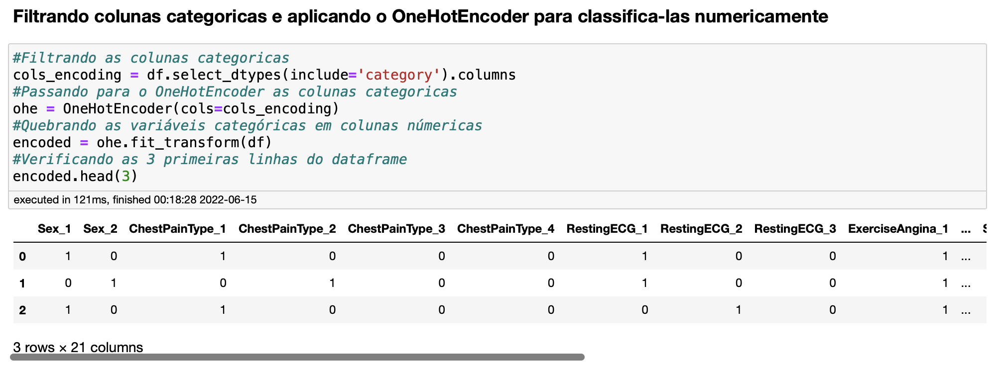 Filtrando colunas categoricas e aplicando o OneHotEncoder para classifica-las numericamente
#Filtrando as colunas categoricas
cols_encoding = df.select_dtypes(include='category').columns
#Passando para o OneHotEncoder as colunas categoricas
ohe = OneHotEncoder(cols=cols_encoding)
#Quebrando as variáveis categóricas em colunas númericas
encoded = ohe.fit_transform(df)
#Verificando as 3 primeiras linhas do dataframe
encoded.head(3)
executed in 121ms, finished 00:18:28 2022-06-15
Sex_1 Sex_2 ChestPainType_1 ChestPainType_2 ChestPainType_3 ChestPainType_4 RestingECG_1 RestingECG_2 RestingECG_3 ExerciseAngina_1 ...
0 1 0 1 0 0 0 1 0 0 1 ...
1 0 1 0 1 0 0 1 0 0 1 ...
2 1 0 1 0 0 0 0 1 0 1 ...
3 rows × 21 columns